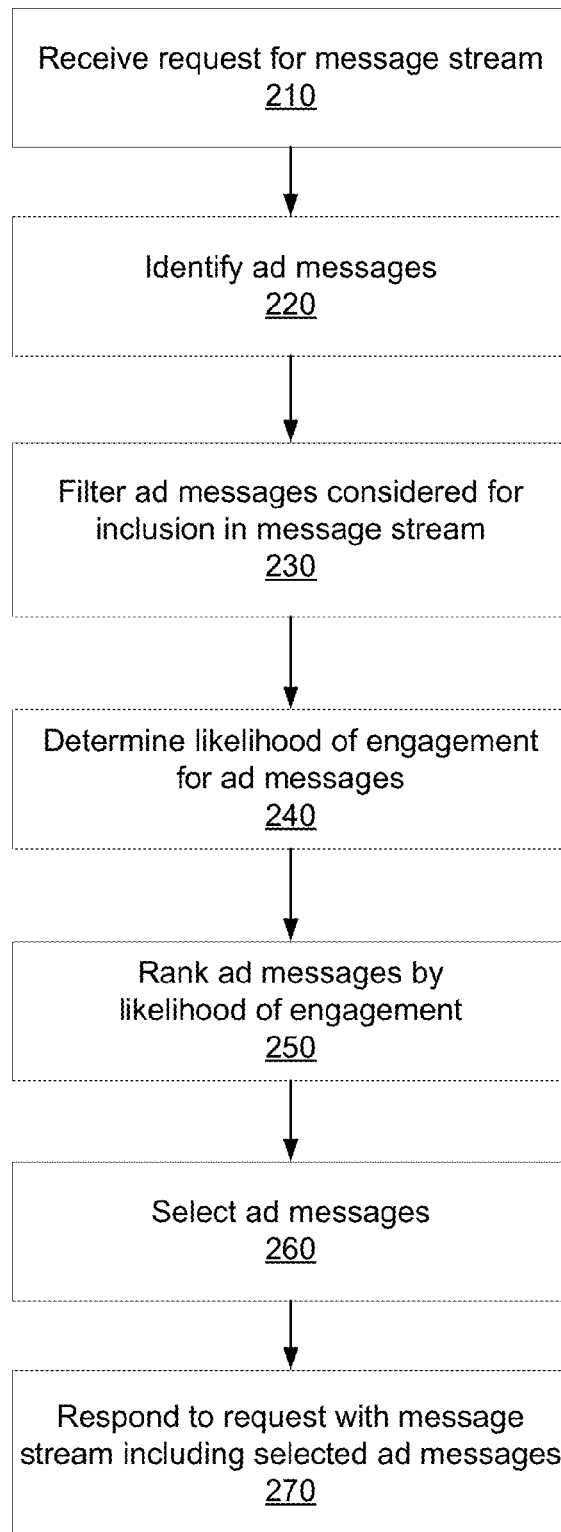 Receive request for message stream
210
Identify ad messages
220
Filter ad messages considered for
inclusion in message stream
230
Determine likelihood of engagement
for ad messages
240
Rank ad messages by
likelihood of engagement
250
Select ad messages
260
Respond to request with message
stream including selected ad messages
270